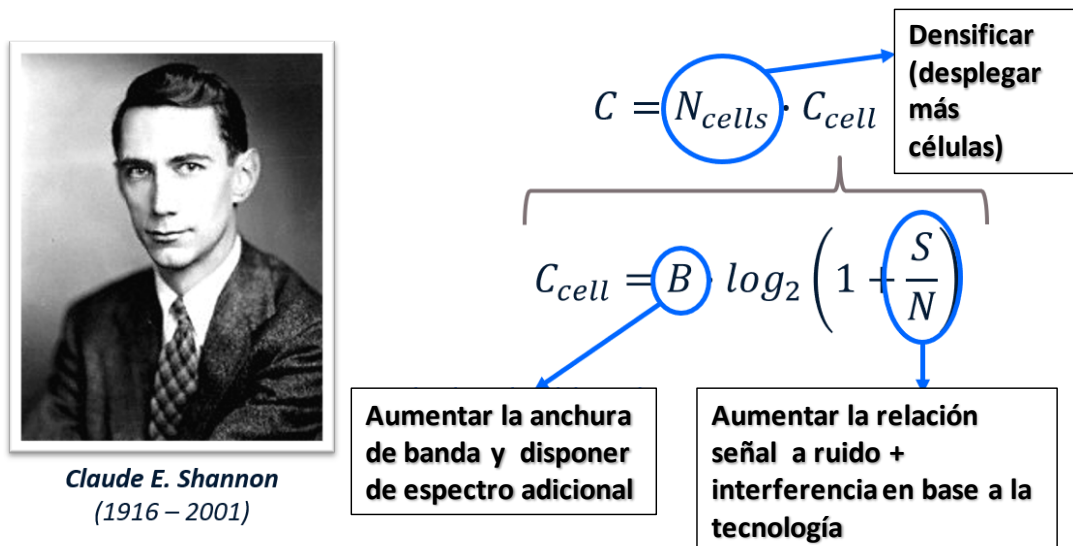 Densificar
(desplegar
más
células)
C = N_cells · C_cell
C_cell = B · log_2 (1 + S/N)
Aumentar la anchura
de banda y disponer
de espectro adicional
Aumentar la relación
señal a ruido +
interferencia en base a la
tecnología
Claude E. Shannon
(1916 – 2001)